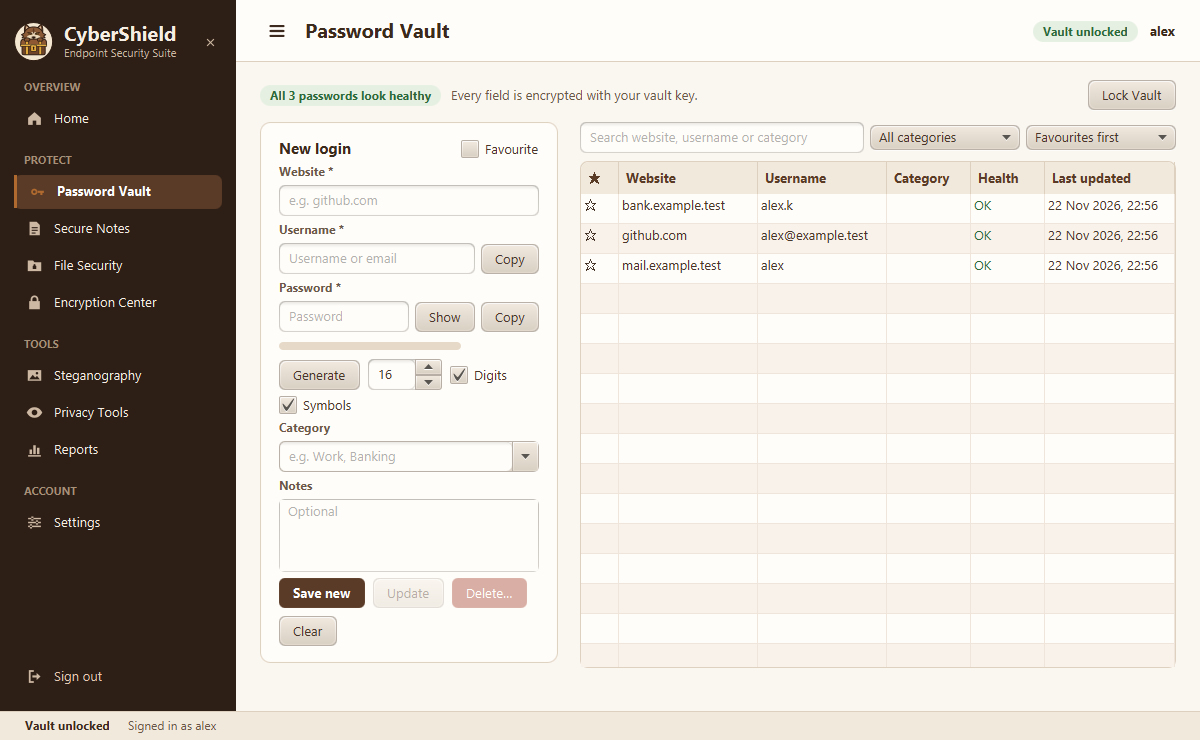 CyberShield
Endpoint Security Suite
×
OVERVIEW
Home
PROTECT
Password Vault
Secure Notes
File Security
Encryption Center
TOOLS
Steganography
Privacy Tools
Reports
ACCOUNT
Settings
Sign out
Password Vault
Vault unlocked alex
All 3 passwords look healthy Every field is encrypted with your vault key. Lock Vault
New login Favourite
Website *
e.g. github.com
Username *
Username or email Copy
Password *
Password Show Copy
Generate 16 Digits
Symbols
Category
e.g. Work, Banking
Notes
Optional
Save new Update Delete...
Clear
Search website, username or category All categories Favourites first
★ Website Username Category Health Last updated
☆ bank.example.test alex.k OK 22 Nov 2026, 22:56
☆ github.com alex@example.test OK 22 Nov 2026, 22:56
☆ mail.example.test alex OK 22 Nov 2026, 22:56
Vault unlocked Signed in as alex